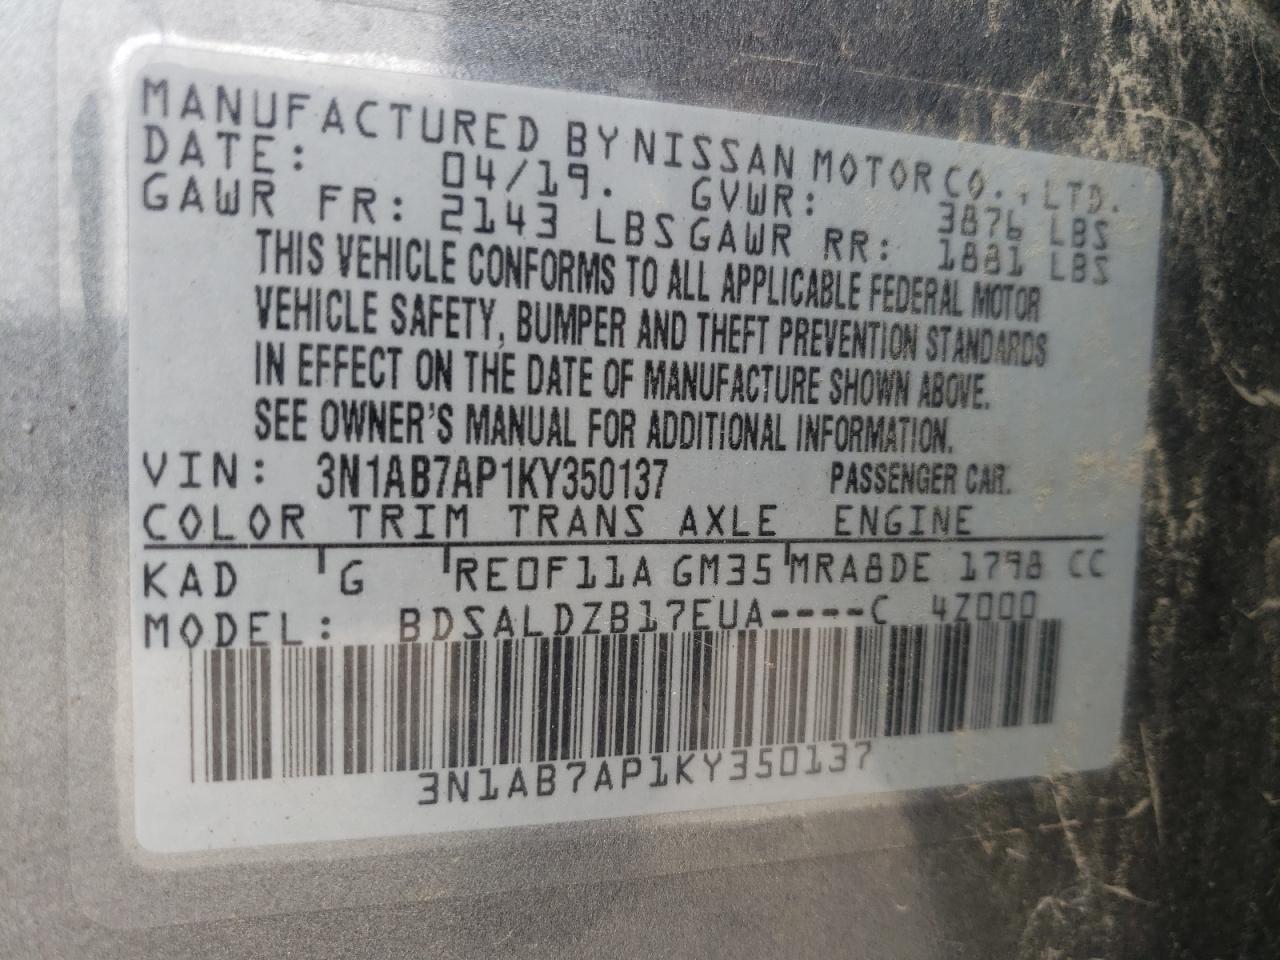 MANUFACTURED BY NISSAN MOTOR CO., LTD.
DATE: 04/19. GVWR: 3876 LBS
GAWR FR: 2143 LBS GAWR RR: 1881 LBS
THIS VEHICLE CONFORMS TO ALL APPLICABLE FEDERAL MOTOR
VEHICLE SAFETY, BUMPER AND THEFT PREVENTION STANDARDS
IN EFFECT ON THE DATE OF MANUFACTURE SHOWN ABOVE.
SEE OWNER'S MANUAL FOR ADDITIONAL INFORMATION.
VIN: 3N1AB7AP1KY350137 PASSENGER CAR.
COLOR TRIM TRANS AXLE ENGINE
KAD G RE0F11A GM35 MRA8DE 1798 CC
MODEL: BDSALDZB17EUA----C 4Z000
3N1AB7AP1KY350137